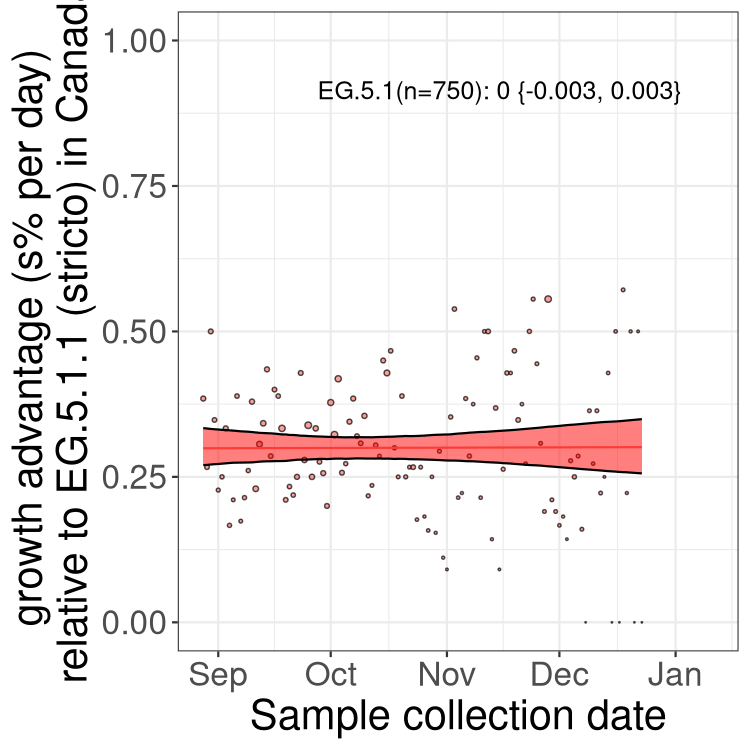 growth advantage (s% per day)
relative to EG.5.1.1 (stricto) in Canada
1.00
0.75
0.50
0.25
0.00
EG.5.1(n=750): 0 {-0.003, 0.003}
Sep Oct Nov Dec Jan
Sample collection date